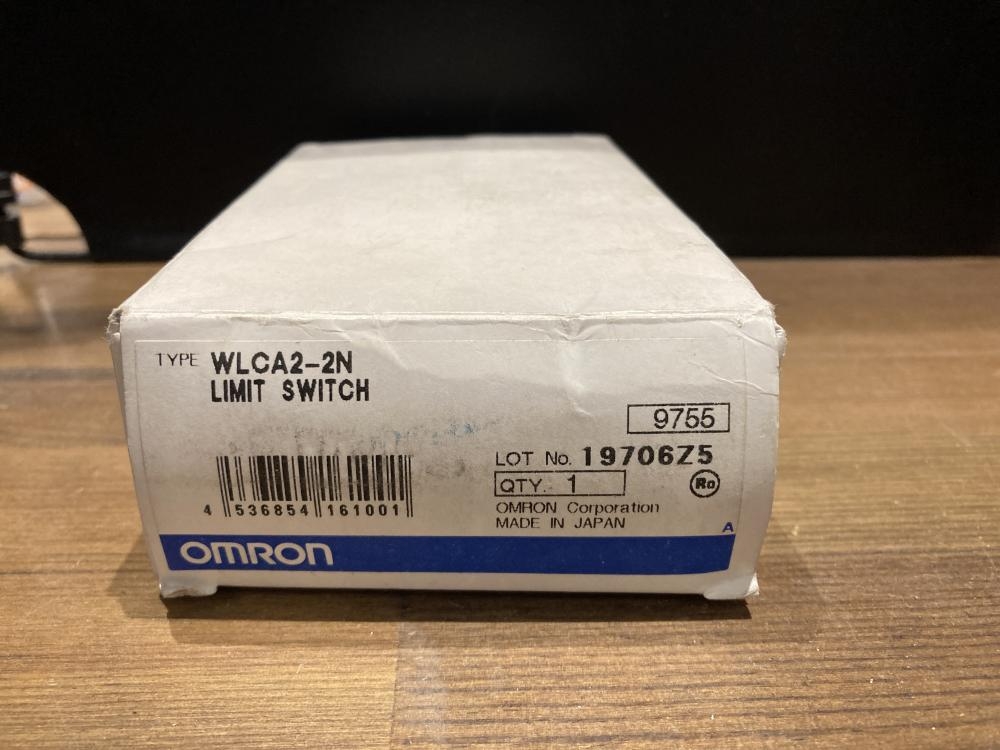 TYPE WLCA2-2N
LIMIT SWITCH
9755
LOT No. 19706Z5
QTY. 1
Ro
4 536854 161001
OMRON Corporation
MADE IN JAPAN
A
OMRON